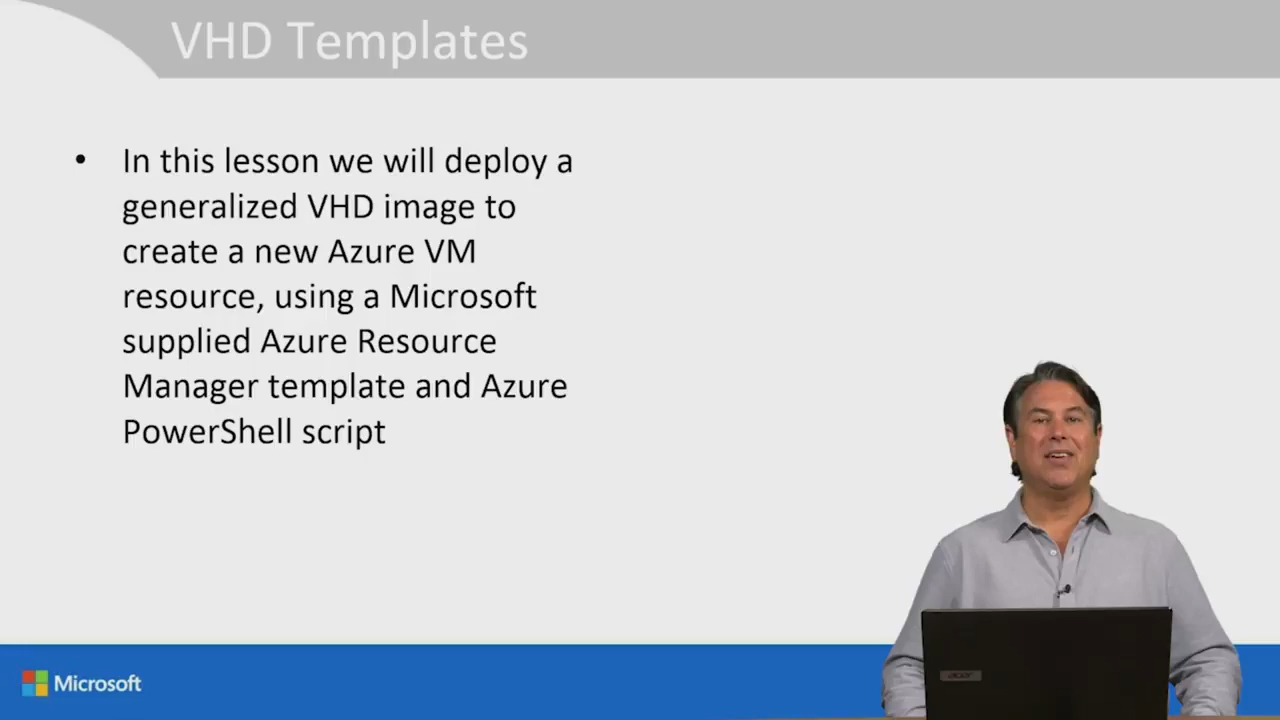 VHD Templates
• In this lesson we will deploy a
generalized VHD image to
create a new Azure VM
resource, using a Microsoft
supplied Azure Resource
Manager template and Azure
PowerShell script
acer
Microsoft